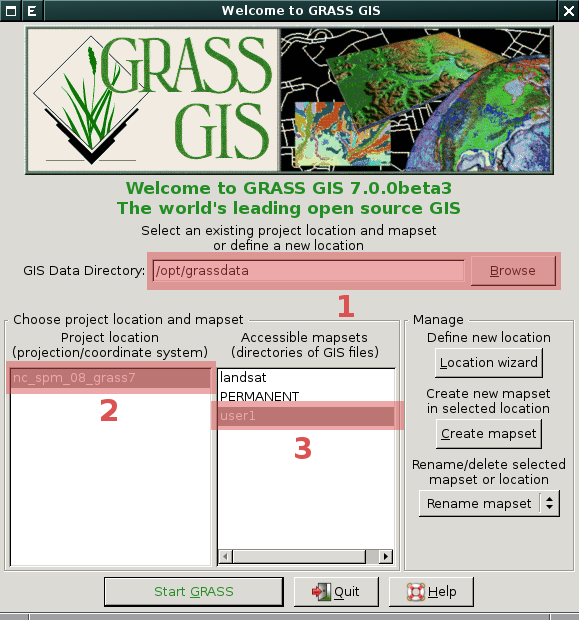 Welcome to GRASS GIS
GRASS
GIS
Welcome to GRASS GIS 7.0.0beta3
The world's leading open source GIS
Select an existing project location and mapset
or define a new location
GIS Data Directory: /opt/grassdata Browse
1
Choose project location and mapset
Project location
(projection/coordinate system)
nc_spm_08_grass7
2
Accessible mapsets
(directories of GIS files)
landsat
PERMANENT
user1
3
Manage
Define new location
Location wizard
Create new mapset
in selected location
Create mapset
Rename/delete selected
mapset or location
Rename mapset
Start GRASS Quit Help